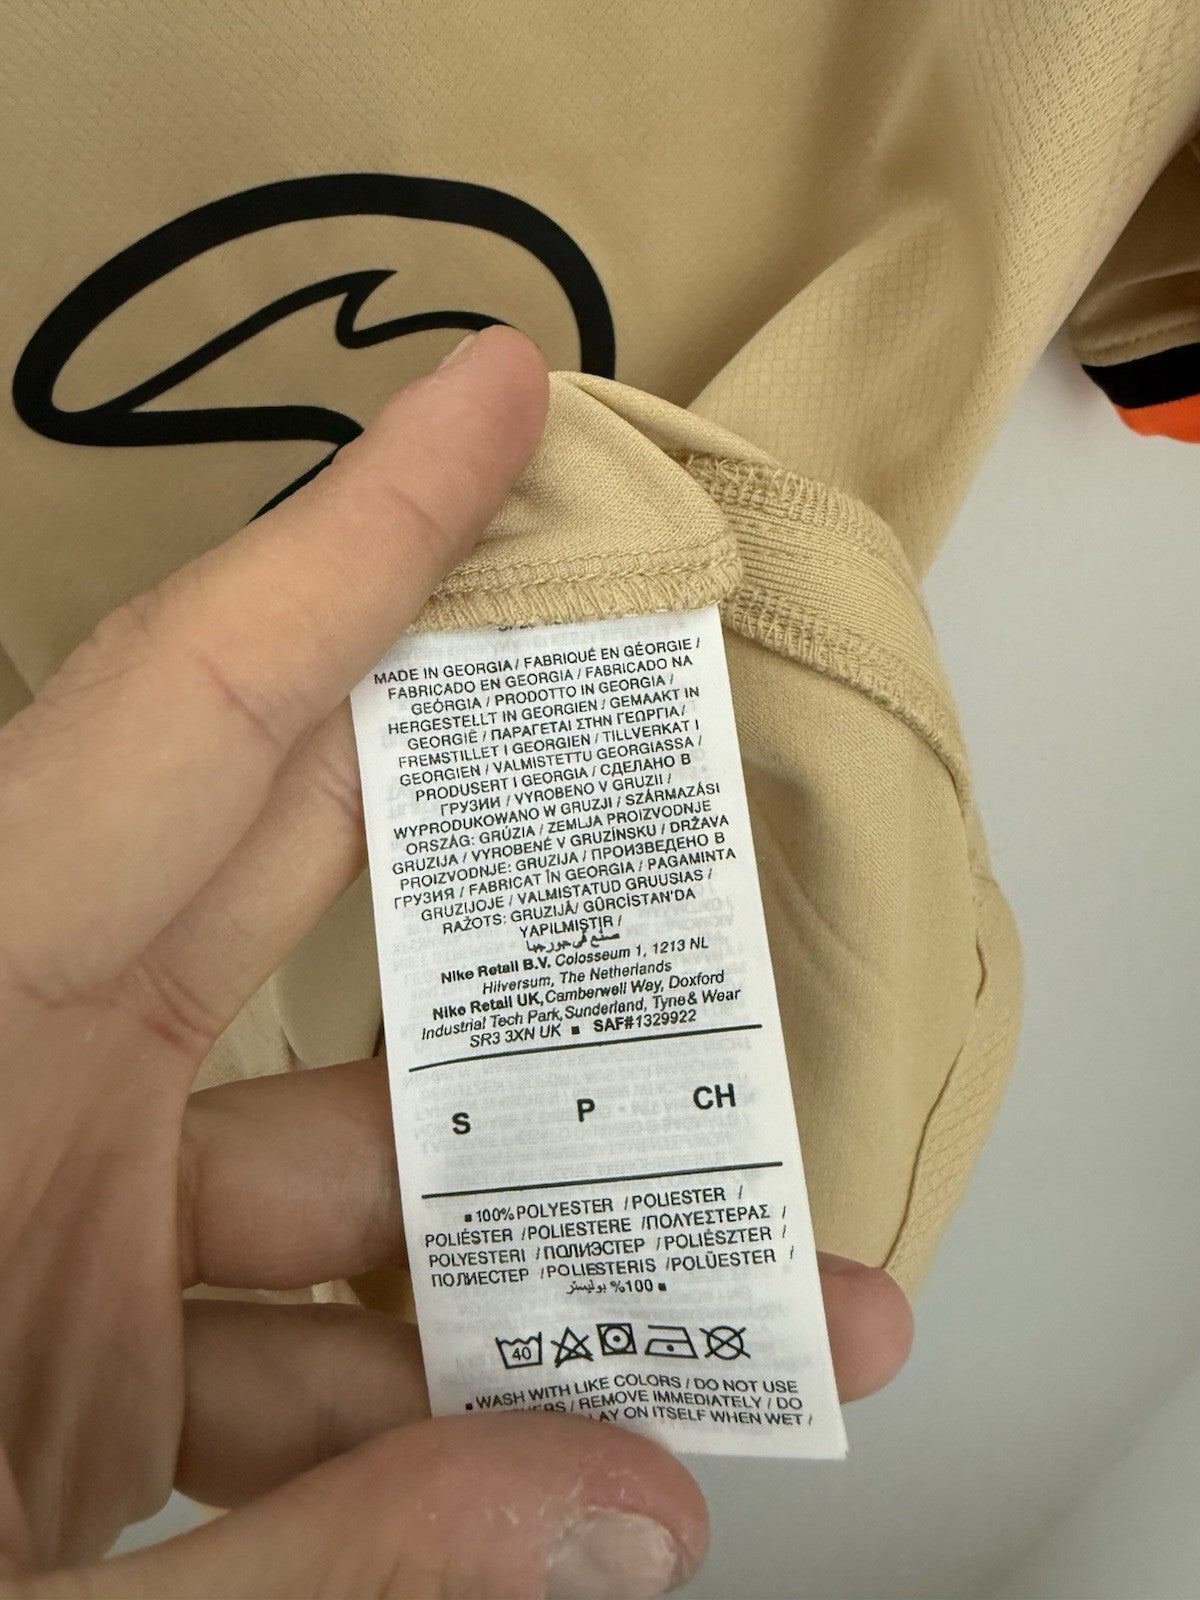 MADE IN GEORGIA / FABRIQUÉ EN GÉORGIE /
FABRICADO EN GEORGIA / FABRICADO NA
GEÓRGIA / PRODOTTO IN GEORGIA /
HERGESTELLT IN GEORGIEN / GEMAAKT IN
GEORGIË / ΠΑΡΑΓΕΤΑΙ ΣΤΗΝ ΓΕΩΡΓΙΑ /
FREMSTILLET I GEORGIEN / TILLVERKAT I
GEORGIEN / VALMISTETTU GEORGIASSA /
PRODUSERT I GEORGIA / СДЕЛАНО В
ГРУЗИИ / VYROBENO V GRUZII /
WYPRODUKOWANO W GRUZJI / SZÁRMAZÁSI
ORSZÁG: GRÚZIA / ZEMLJA PROIZVODNJE
GRUZIJA / VYROBENÉ V GRUZÍNSKU / DRŽAVA
PROIZVODNJE: GRUZIJA / ПРОИЗВЕДЕНО В
ГРУЗИЯ / FABRICAT ÎN GEORGIA / PAGAMINTA
GRUZIJOJE / VALMISTATUD GRUUSIAS /
RAŽOTS: GRUZIJĀ/ GÜRCİSTAN'DA
YAPILMIŞTIR /
صنع في جورجيا
Nike Retail B.V. Colosseum 1, 1213 NL
Hilversum, The Netherlands
Nike Retail UK, Camberwell Way, Doxford
Industrial Tech Park, Sunderland, Tyne & Wear
SR3 3XN UK ■ SAF#1329922
S P CH
■ 100% POLYESTER / POLIESTER /
POLIÉSTER / POLIESTERE / ΠΟΛΥΕΣΤΕΡΑΣ /
POLYESTERI / ПОЛИЭСТЕР / POLIÉSZTER /
ПОЛИЕСТЕР / POLIESTERIS / POLÜESTER /
%100 بوليستر ■
40
■ WASH WITH LIKE COLORS / DO NOT USE
/ REMOVE IMMEDIATELY / DO
LAY ON ITSELF WHEN WET /